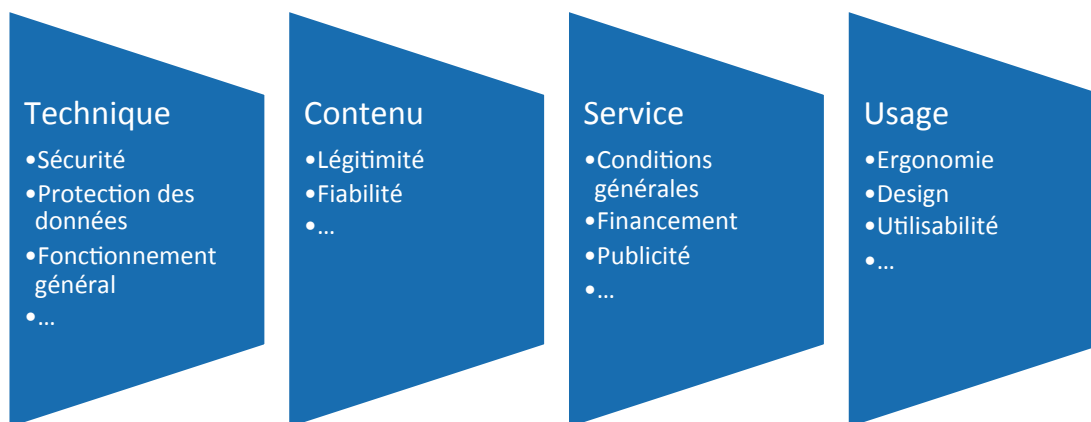 Technique
•Sécurité
•Protection des
données
•Fonctionnement
général
•...
Contenu
•Légitimité
•Fiabilité
•...
Service
•Conditions
générales
•Financement
•Publicité
•...
Usage
•Ergonomie
•Design
•Utilisabilité
•...